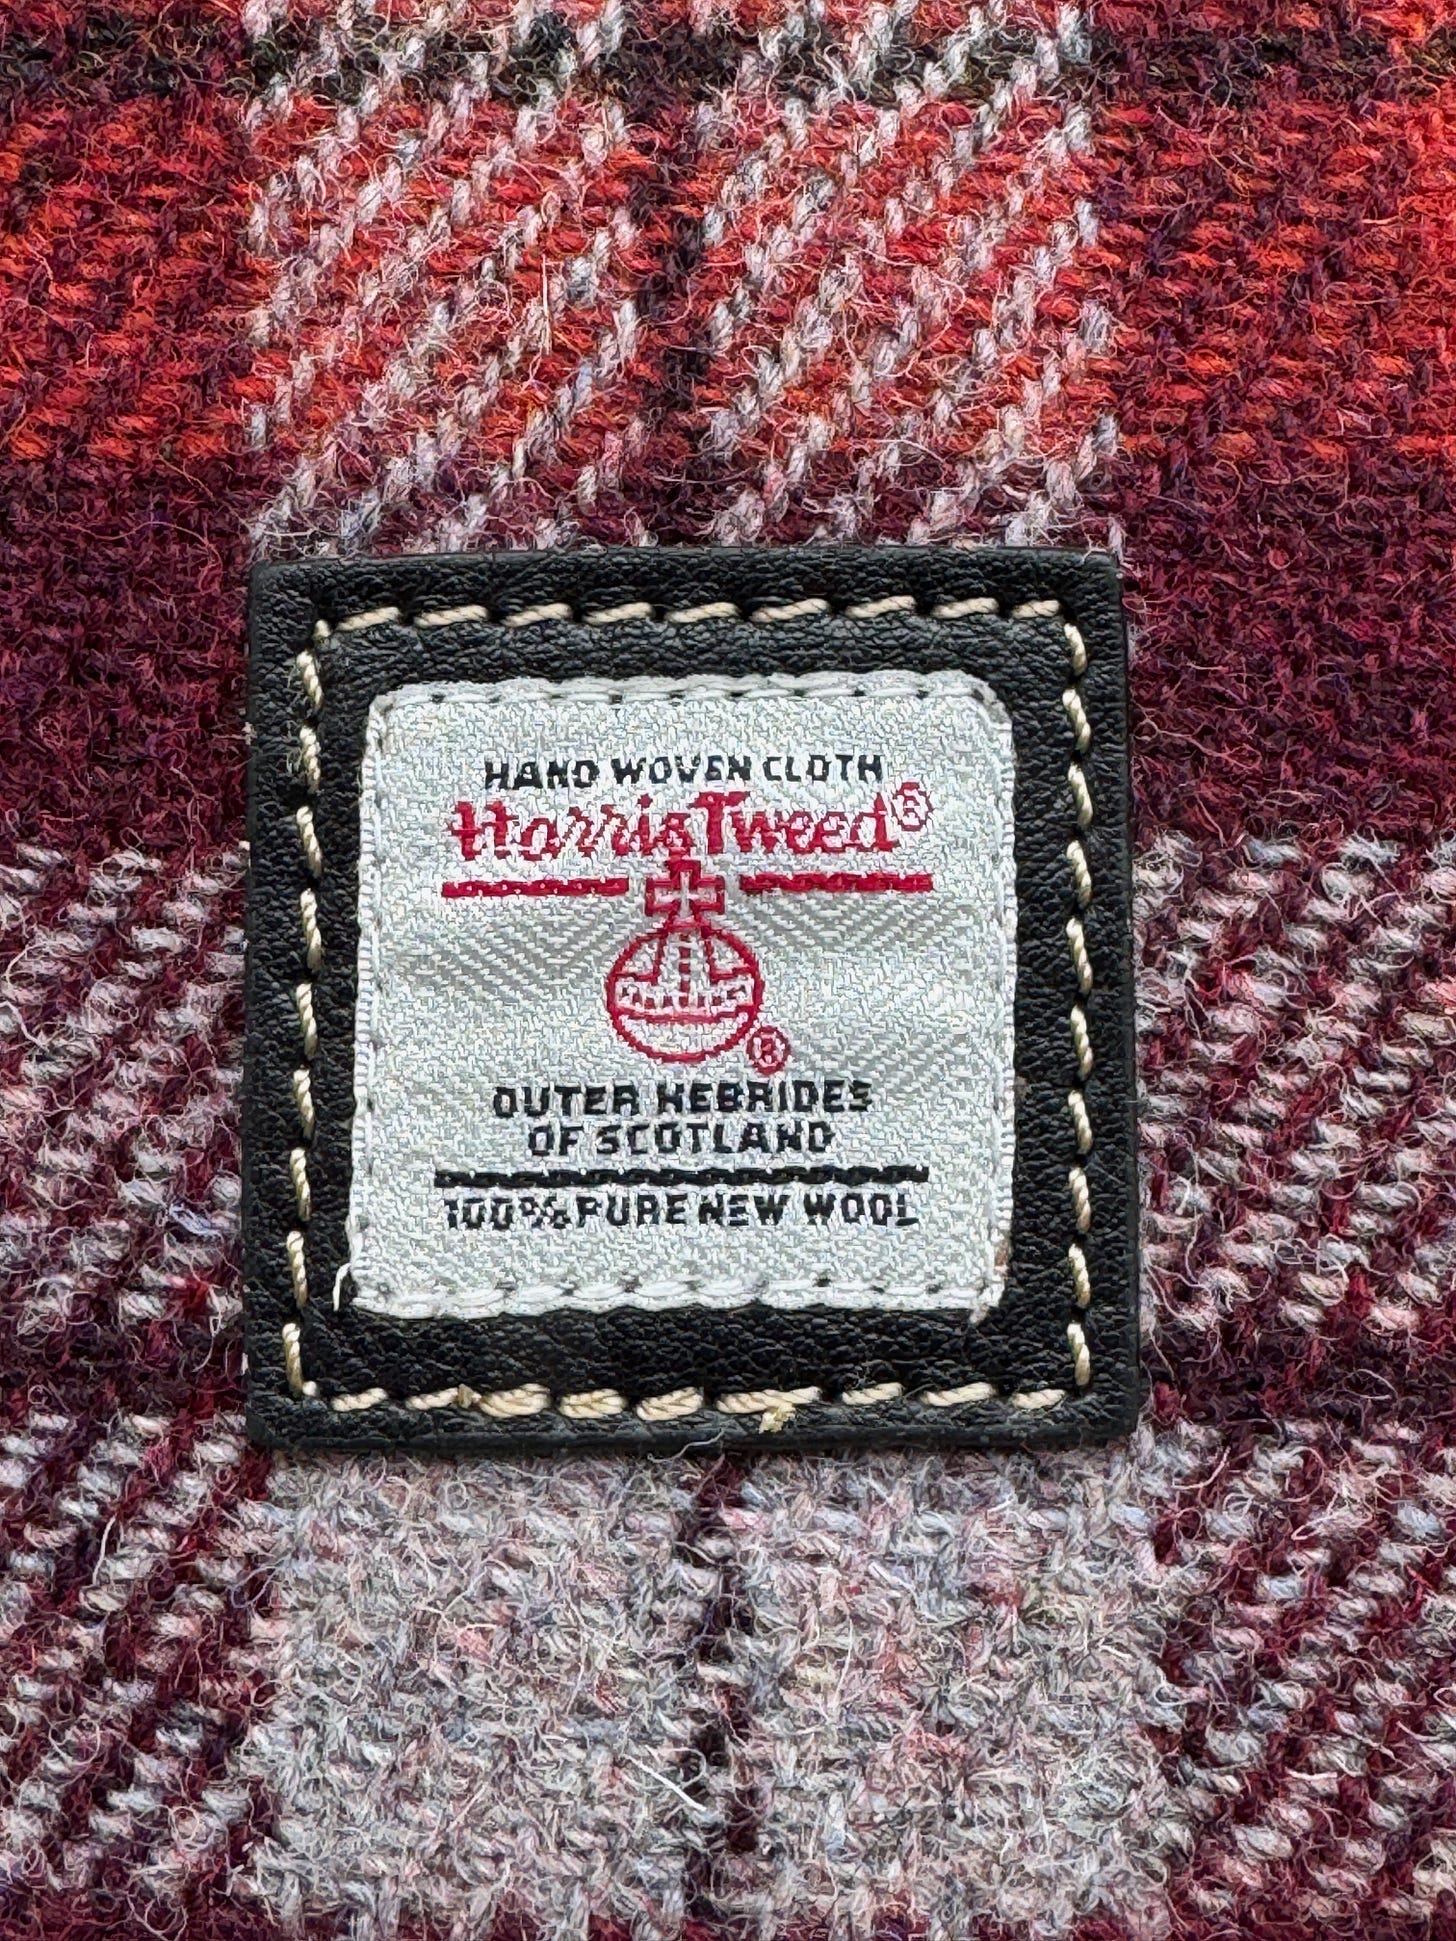 HAND WOVEN CLOTH
Harris Tweed®
®
OUTER HEBRIDES
OF SCOTLAND
100% PURE NEW WOOL